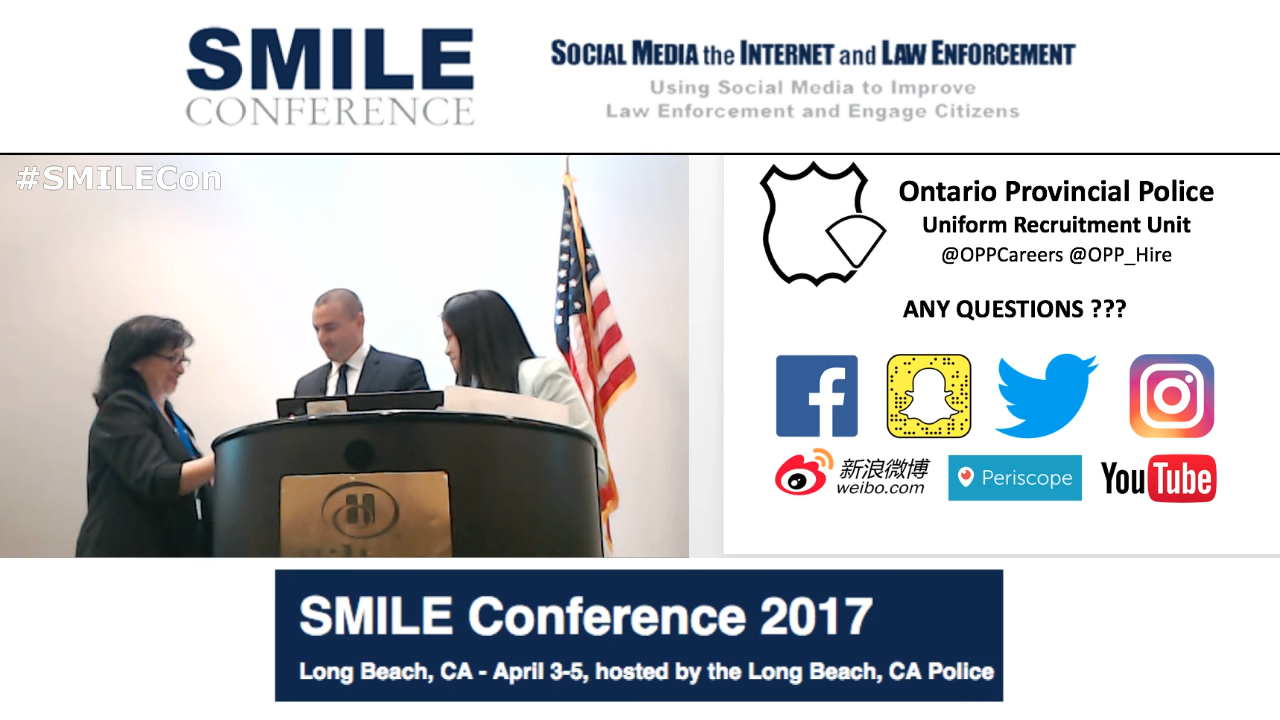 SMILE
CONFERENCE
SOCIAL MEDIA the INTERNET and LAW ENFORCEMENT
Using Social Media to Improve
Law Enforcement and Engage Citizens
#SMILECon
Ontario Provincial Police
Uniform Recruitment Unit
@OPPCareers @OPP_Hire
ANY QUESTIONS ???
新浪微博
weibo.com
Periscope
YouTube
SMILE Conference 2017
Long Beach, CA - April 3-5, hosted by the Long Beach, CA Police